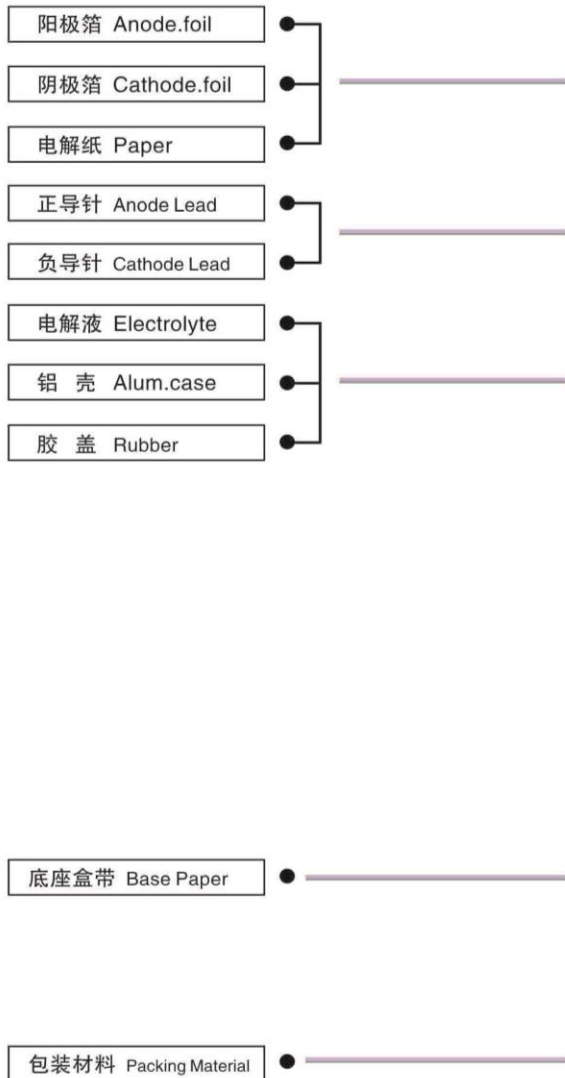 阳极箔 Anode.foil
阴极箔 Cathode.foil
电解纸 Paper
正导针 Anode Lead
负导针 Cathode Lead
电解液 Electrolyte
铝 壳 Alum.case
胶 盖 Rubber
底座盒带 Base Paper
包装材料 Packing Material